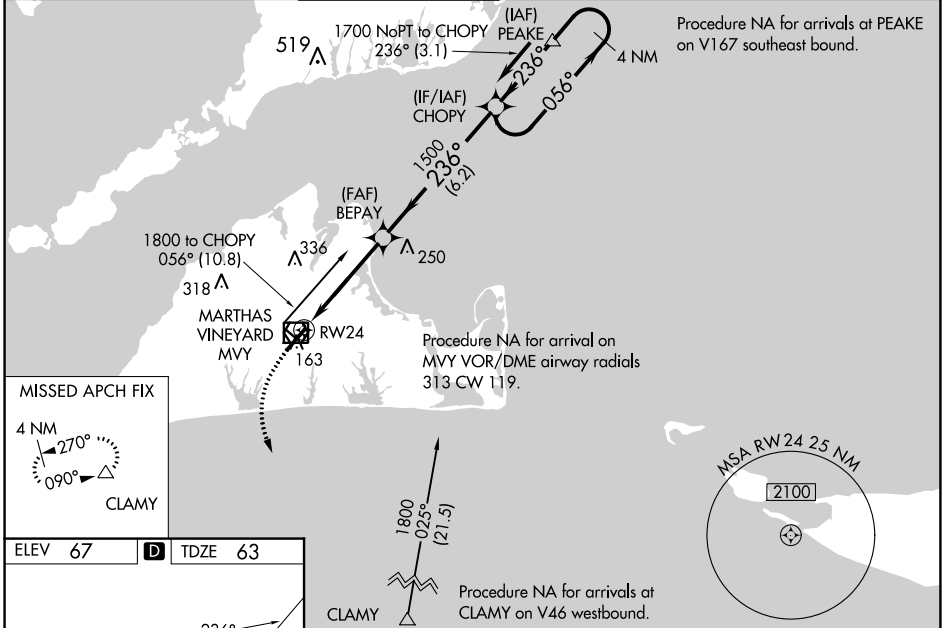 1700 NoPT to CHOPY
236° (3.1)
(IAF)
PEAKE
Procedure NA for arrivals at PEAKE
on V167 southeast bound.
519
4 NM
236°
056°
(IF/IAF)
CHOPY
1500
236°
(6.2)
(FAF)
BEPAY
1800 to CHOPY
056° (10.8)
336
250
318
MARTHAS
VINEYARD
MVY
RW24
163
Procedure NA for arrival on
MVY VOR/DME airway radials
313 CW 119.
MISSED APCH FIX
4 NM
270°
090°
CLAMY
MSA RW24 25 NM
2100
1800
025°
(21.5)
CLAMY
Procedure NA for arrivals at
CLAMY on V46 westbound.
ELEV 67 D TDZE 63